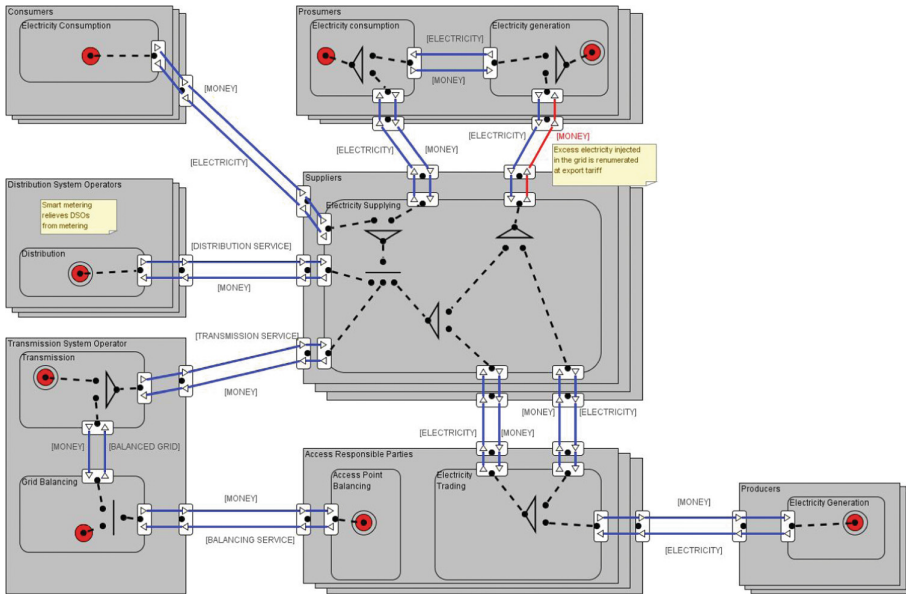 Consumers
Electricity Consumption
[MONEY]
[ELECTRICITY]
Prosumers
Electricity consumption
Electricity generation
[ELECTRICITY]
[MONEY]
[ELECTRICITY]
[MONEY]
[ELECTRICITY]
[MONEY]
Excess electricity injected
in the grid is renumerated
at export tariff
Distribution System Operators
Smart metering
relieves DSOs
from metering
Distribution
[DISTRIBUTION SERVICE]
[MONEY]
Suppliers
Electricity Supplying
Transmission System Operator
Transmission
[TRANSMISSION SERVICE]
[MONEY]
[MONEY]
[BALANCED GRID]
Grid Balancing
[MONEY]
[BALANCING SERVICE]
[ELECTRICITY]
[MONEY]
[MONEY]
[ELECTRICITY]
Access Responsible Parties
Access Point
Balancing
Electricity
Trading
[MONEY]
[ELECTRICITY]
Producers
Electricity Generation